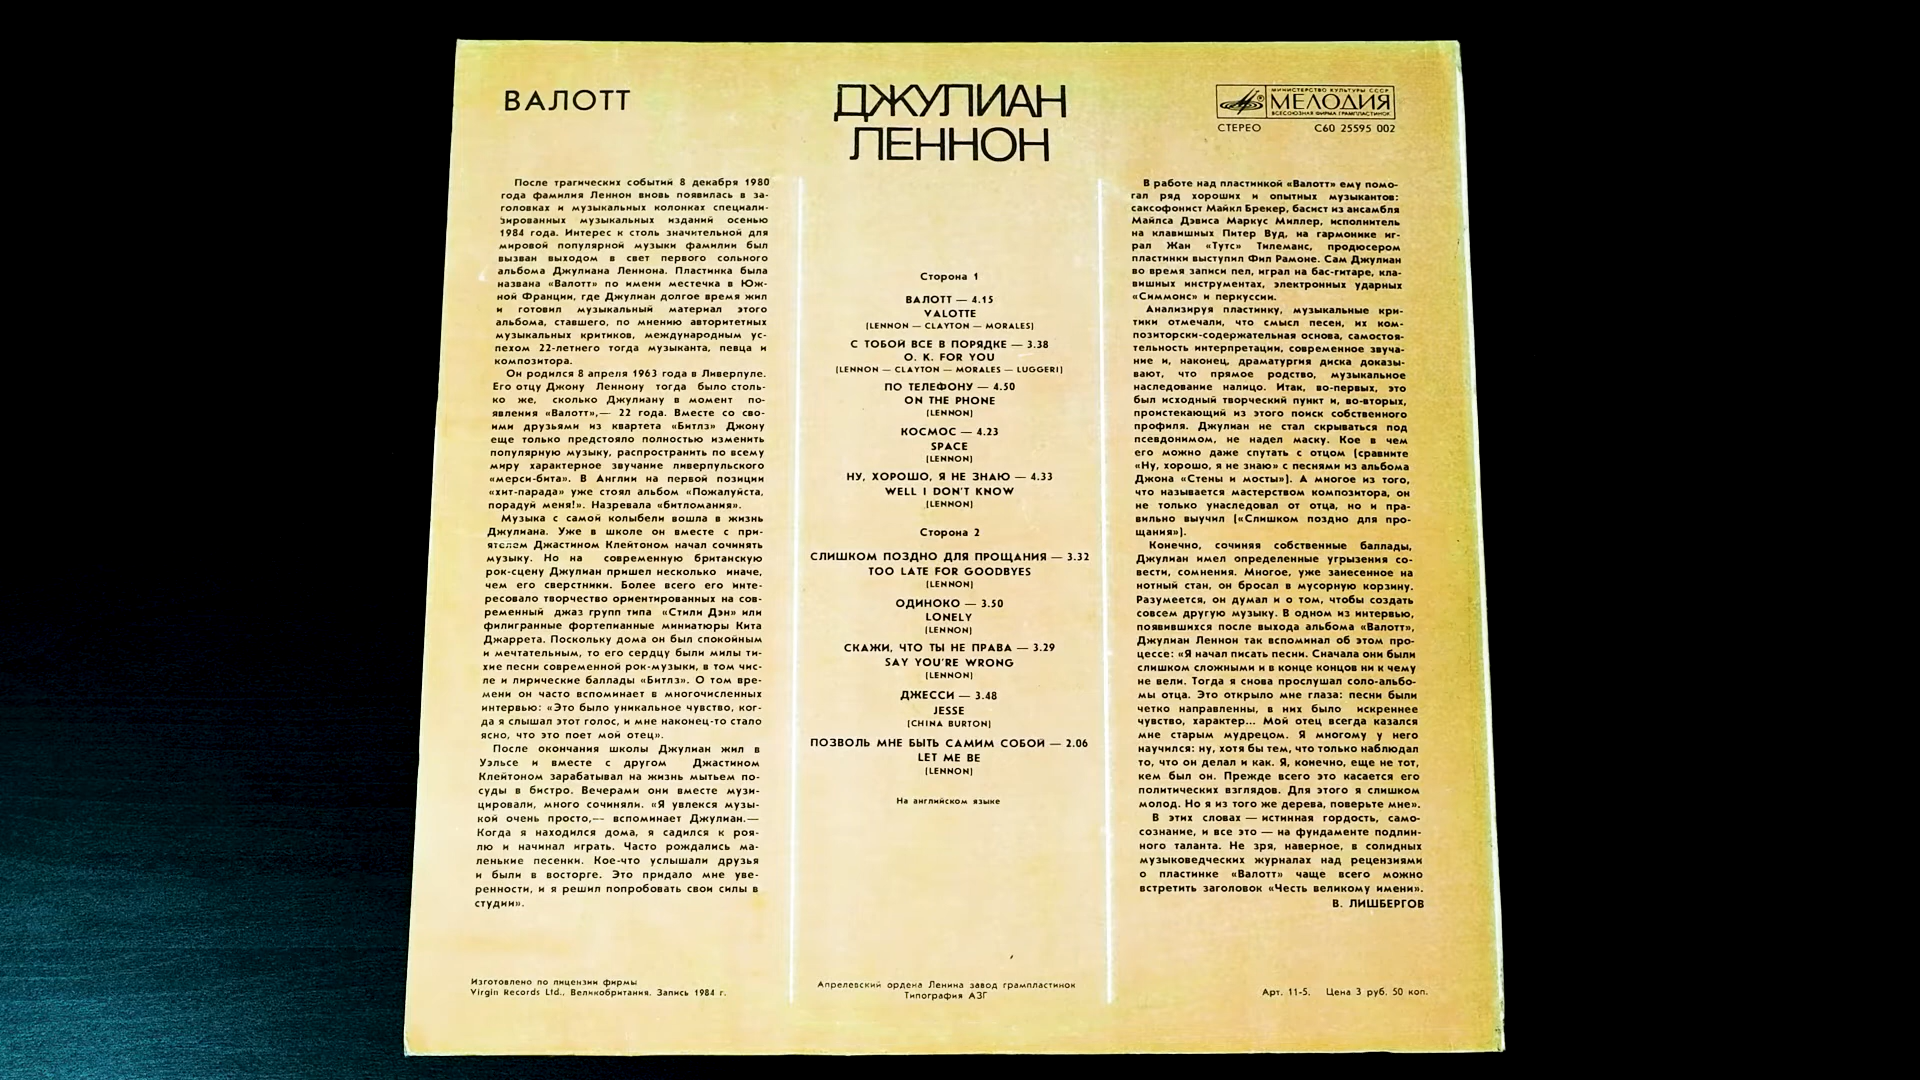 ВАЛОТТ
ДЖУЛИАН
ЛЕННОН
МИНИСТЕРСТВО КУЛЬТУРЫ СССР
МЕЛОДИЯ
ВСЕСОЮЗНАЯ ФИРМА ГРАМПЛАСТИНОК
СТЕРЕО С60 25595 002
После трагических событий 8 декабря 1980
года фамилия Леннон вновь появилась в за-
головках и музыкальных колонках специали-
зированных музыкальных изданий осенью
1984 года. Интерес к столь значительной для
мировой популярной музыки фамилии был
вызван выходом в свет первого сольного
альбома Джулиана Леннона. Пластинка была
названа «Валотт» по имени местечка в Юж-
ной Франции, где Джулиан долгое время жил
и готовил музыкальный материал этого
альбома, ставшего, по мнению авторитетных
музыкальных критиков, международным ус-
пехом 22-летнего тогда музыканта, певца и
композитора.
Он родился 8 апреля 1963 года в Ливерпуле.
Его отцу Джону Леннону тогда было столь-
ко же, сколько Джулиану в момент по-
явления «Валотт»,— 22 года. Вместе со сво-
ими друзьями из квартета «Битлз» Джону
еще только предстояло полностью изменить
популярную музыку, распространить по всему
миру характерное звучание ливерпульского
«мерси-бита». В Англии на первой позиции
«хит-парада» уже стоял альбом «Пожалуйста,
порадуй меня!». Назревала «битломания».
Музыка с самой колыбели вошла в жизнь
Джулиана. Уже в школе он вместе с при-
ятелем Джастином Клейтоном начал сочинять
музыку. Но на современную британскую
рок-сцену Джулиан пришел несколько иначе,
чем его сверстники. Более всего его инте-
ресовало творчество ориентированных на сов-
ременный джаз групп типа «Стили Дэн» или
филигранные фортепианные миниатюры Кита
Джаррета. Поскольку дома он был спокойным
и мечтательным, то его сердцу были милы ти-
хие песни современной рок-музыки, в том чис-
ле и лирические баллады «Битлз». О том вре-
мени он часто вспоминает в многочисленных
интервью: «Это было уникальное чувство, ког-
да я слышал этот голос, и мне наконец-то стало
ясно, что это поет мой отец».
После окончания школы Джулиан жил в
Уэльсе и вместе с другом Джастином
Клейтоном зарабатывал на жизнь мытьем по-
суды в бистро. Вечерами они вместе музи-
цировали, много сочиняли. «Я увлекся музы-
кой очень просто,— вспоминает Джулиан.—
Когда я находился дома, я садился к роя-
лю и начинал играть. Часто рождались ма-
ленькие песенки. Кое-что услышали друзья
и были в восторге. Это придало мне уве-
ренности, и я решил попробовать свои силы в
студии».
Сторона 1
ВАЛОТТ — 4.15
VALOTTE
(LENNON — CLAYTON — MORALES)
С ТОБОЙ ВСЕ В ПОРЯДКЕ — 3.38
O. K. FOR YOU
(LENNON — CLAYTON — MORALES — LUGGERI)
ПО ТЕЛЕФОНУ — 4.50
ON THE PHONE
(LENNON)
КОСМОС — 4.23
SPACE
(LENNON)
НУ, ХОРОШО, Я НЕ ЗНАЮ — 4.33
WELL I DON'T KNOW
(LENNON)
Сторона 2
СЛИШКОМ ПОЗДНО ДЛЯ ПРОЩАНИЯ — 3.32
TOO LATE FOR GOODBYES
(LENNON)
ОДИНОКО — 3.50
LONELY
(LENNON)
СКАЖИ, ЧТО ТЫ НЕ ПРАВА — 3.29
SAY YOU'RE WRONG
(LENNON)
ДЖЕССИ — 3.48
JESSE
(CHINA BURTON)
ПОЗВОЛЬ МНЕ БЫТЬ САМИМ СОБОЙ — 2.06
LET ME BE
(LENNON)
На английском языке
В работе над пластинкой «Валотт» ему помо-
гал ряд хороших и опытных музыкантов:
саксофонист Майкл Брекер, басист из ансамбля
Майлса Дэвиса Маркус Миллер, исполнитель
на клавишных Питер Вуд, на гармонике иг-
рал Жан «Тутс» Тилеманс, продюсером
пластинки выступил Фил Рамоне. Сам Джулиан
во время записи пел, играл на бас-гитаре, кла-
вишных инструментах, электронных ударных
«Симмонс» и перкуссии.
Анализируя пластинку, музыкальные кри-
тики отмечали, что смысл песен, их ком-
позиторски-содержательная основа, самостоя-
тельность интерпретации, современное звуча-
ние и, наконец, драматургия диска доказы-
вают, что прямое родство, музыкальное
наследование налицо. Итак, во-первых, это
был исходный творческий пункт и, во-вторых,
проистекающий из этого поиск собственного
профиля. Джулиан не стал скрываться под
псевдонимом, не надел маску. Кое в чем
его можно даже спутать с отцом (сравните
«Ну, хорошо, я не знаю» с песнями из альбома
Джона «Стены и мосты»). А многое из того,
что называется мастерством композитора, он
не только унаследовал от отца, но и пра-
вильно выучил («Слишком поздно для про-
щания»).
Конечно, сочиняя собственные баллады,
Джулиан имел определенные угрызения со-
вести, сомнения. Многое, уже занесенное на
нотный стан, он бросал в мусорную корзину.
Разумеется, он думал и о том, чтобы создать
совсем другую музыку. В одном из интервью,
появившихся после выхода альбома «Валотт»,
Джулиан Леннон так вспоминал об этом про-
цессе: «Я начал писать песни. Сначала они были
слишком сложными и в конце концов ни к чему
не вели. Тогда я снова прослушал соло-альбо-
мы отца. Это открыло мне глаза: песни были
четко направлены, в них было искреннее
чувство, характер... Мой отец всегда казался
мне старым мудрецом. Я многому у него
научился: ну, хотя бы тем, что только наблюдал
то, что он делал и как. Я, конечно, еще не тот,
кем был он. Прежде всего это касается его
политических взглядов. Для этого я слишком
молод. Но я из того же дерева, поверьте мне».
В этих словах — истинная гордость, само-
сознание, и все это — на фундаменте подлин-
ного таланта. Не зря, наверное, в солидных
музыковедческих журналах над рецензиями
о пластинке «Валотт» чаще всего можно
встретить заголовок «Честь великому имени».
В. ЛИШБЕРГОВ
Изготовлено по лицензии фирмы
Virgin Records Ltd., Великобритания. Запись 1984 г.
Апрелевский ордена Ленина завод грампластинок
Типография АЗГ
Арт. 11-5. Цена 3 руб. 50 коп.